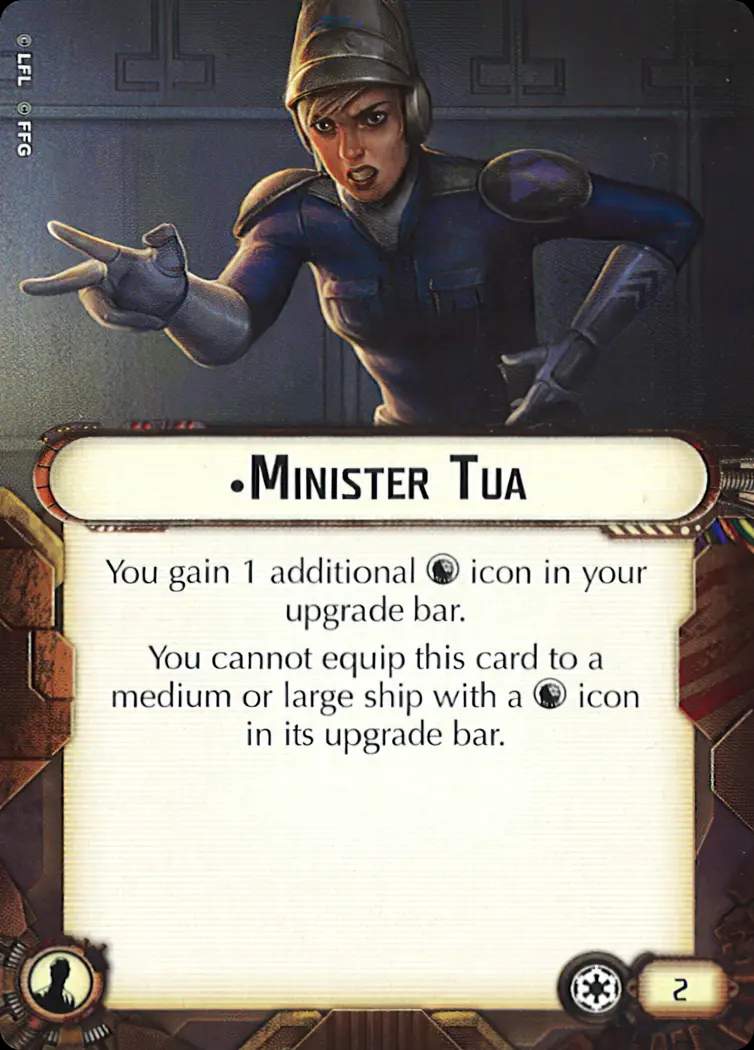 © LFL © FFG
•Minister Tua
You gain 1 additional icon in your
upgrade bar.
You cannot equip this card to a
medium or large ship with a icon
in its upgrade bar.
2